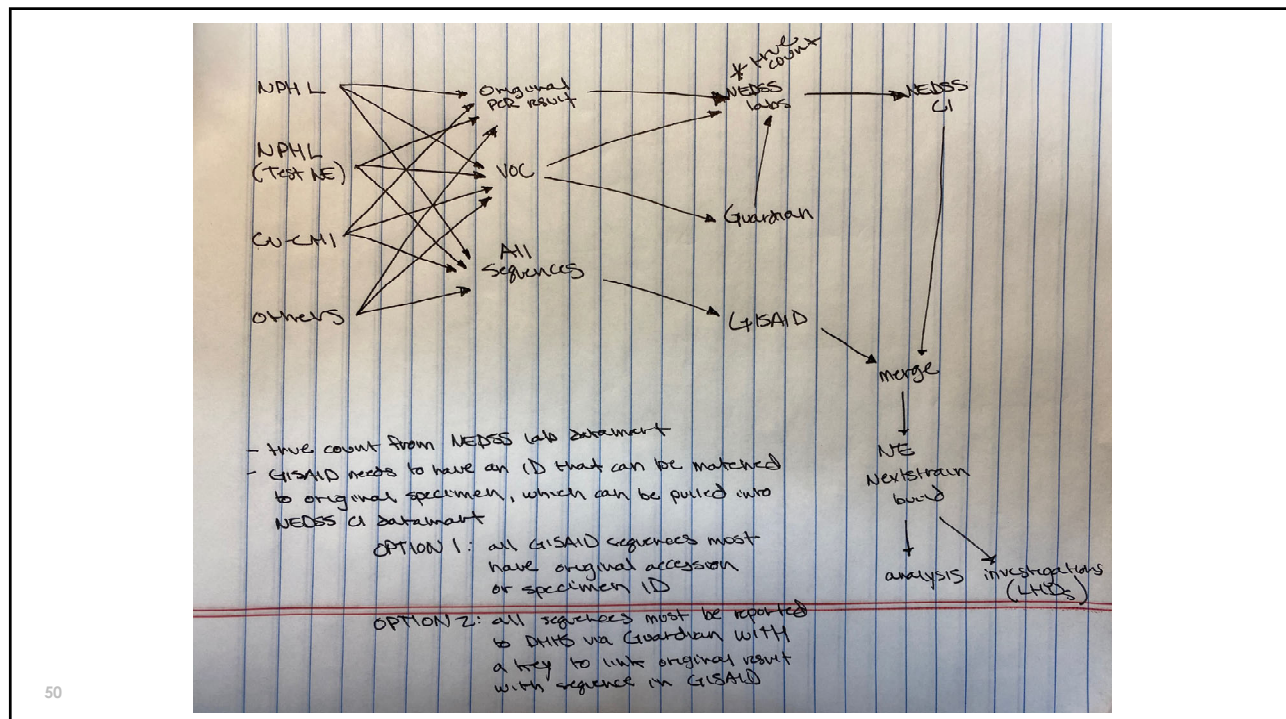 * true
count
NPHL
original
PCR result
NEDSS
labs
NEDSS
CI
NPHL
(Test NE)
VOC
Guardian
CU-CMI
All
sequences
others
GISAID
merge
- true count from NEDSS lab datamart
- GISAID needs to have an ID that can be matched
to original specimen, which can be pulled into
NEDSS CI datamart
OPTION 1: all GISAID sequences most
have original accession
or specimen ID
OPTION 2: all sequences must be reported
to DHHS via Guardian WITH
a key to link original result
with sequence in GISAID
NE
Nextstrain
build
analysis
investigations
(LHDs)
50